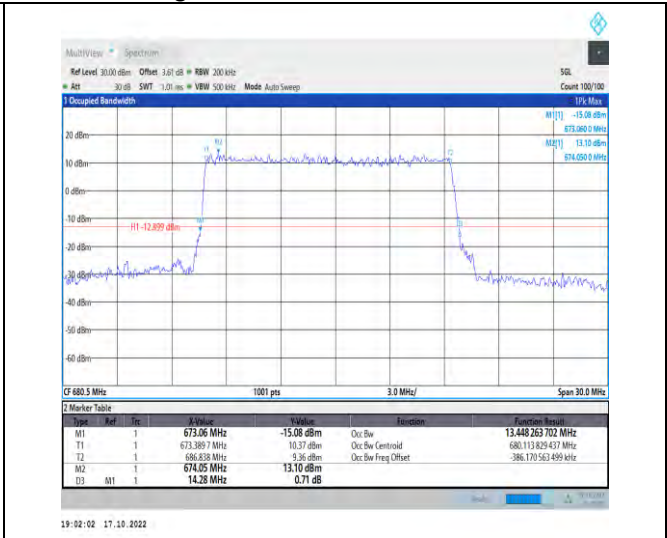 MultiView Spectrum
Ref Level 30.00 dBm Offset 3.61 dB RBW 200 kHz SGL
Att 30 dB SWT 1.01 ms VBW 500 kHz Mode Auto Sweep Count 100/100
1 Occupied Bandwidth 1Pk Max
M1[1] -15.08 dBm
673.060 0 MHz
M2[1] 13.10 dBm
674.050 0 MHz
20 dBm
10 dBm
0 dBm
-10 dBm
H1 -12.899 dBm
-30 dBm
-40 dBm
-50 dBm
-60 dBm
CF 680.5 MHz 1001 pts 3.0 MHz/ Span 30.0 MHz
2 Marker Table
Type Ref Trc X-Value Y-Value Function Function Result
M1 1 673.06 MHz -15.08 dBm Occ Bw 13.448 263 702 MHz
T1 1 673.389 7 MHz 10.37 dBm Occ Bw Centroid 680.113 829 437 MHz
T2 1 686.838 MHz 9.36 dBm Occ Bw Freq Offset -386.170 563 499 kHz
M2 1 674.05 MHz 13.10 dBm
D3 M1 1 14.28 MHz 0.71 dB
19:02:02 17.10.2022